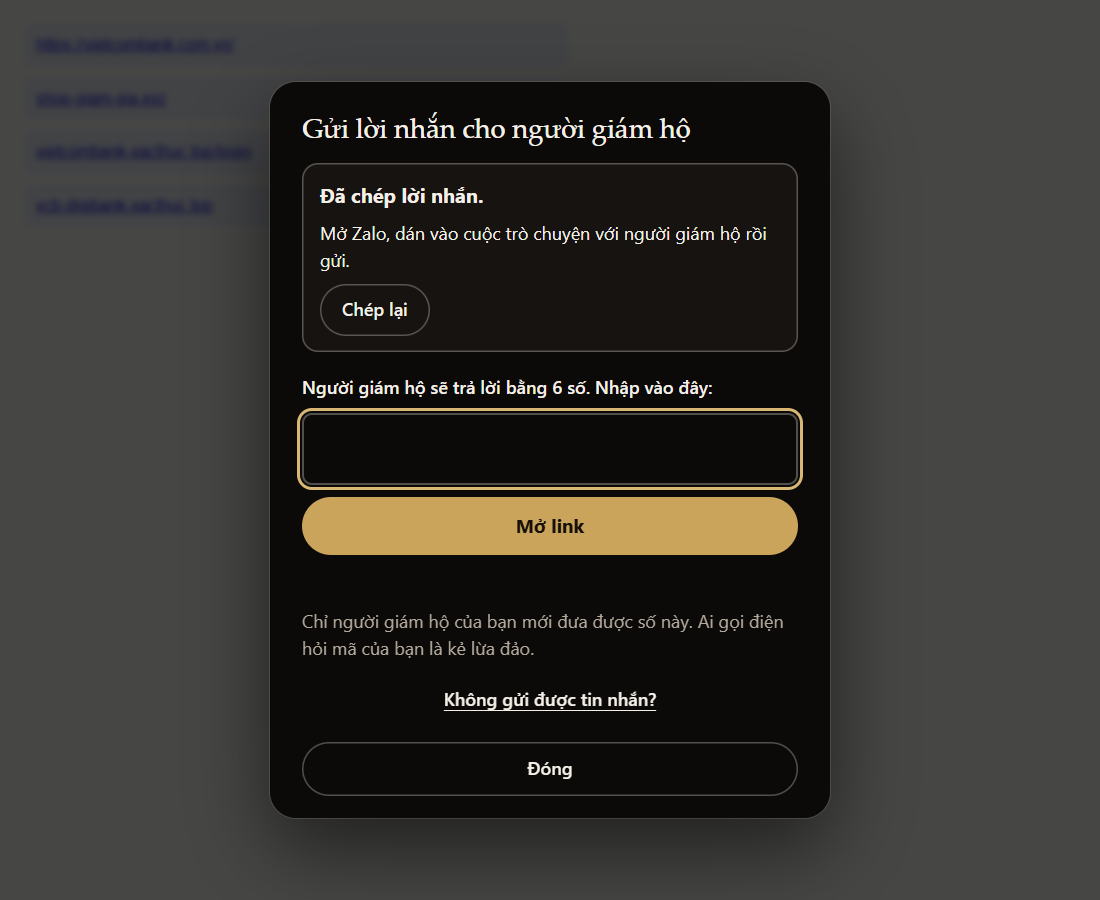 https://vietcombank.com.vn/
Gửi lời nhắn cho người giám hộ
Đã chép lời nhắn.
Mở Zalo, dán vào cuộc trò chuyện với người giám hộ rồi
gửi.
Chép lại
Người giám hộ sẽ trả lời bằng 6 số. Nhập vào đây:
Mở link
Chỉ người giám hộ của bạn mới đưa được số này. Ai gọi điện
hỏi mã của bạn là kẻ lừa đảo.
Không gửi được tin nhắn?
Đóng